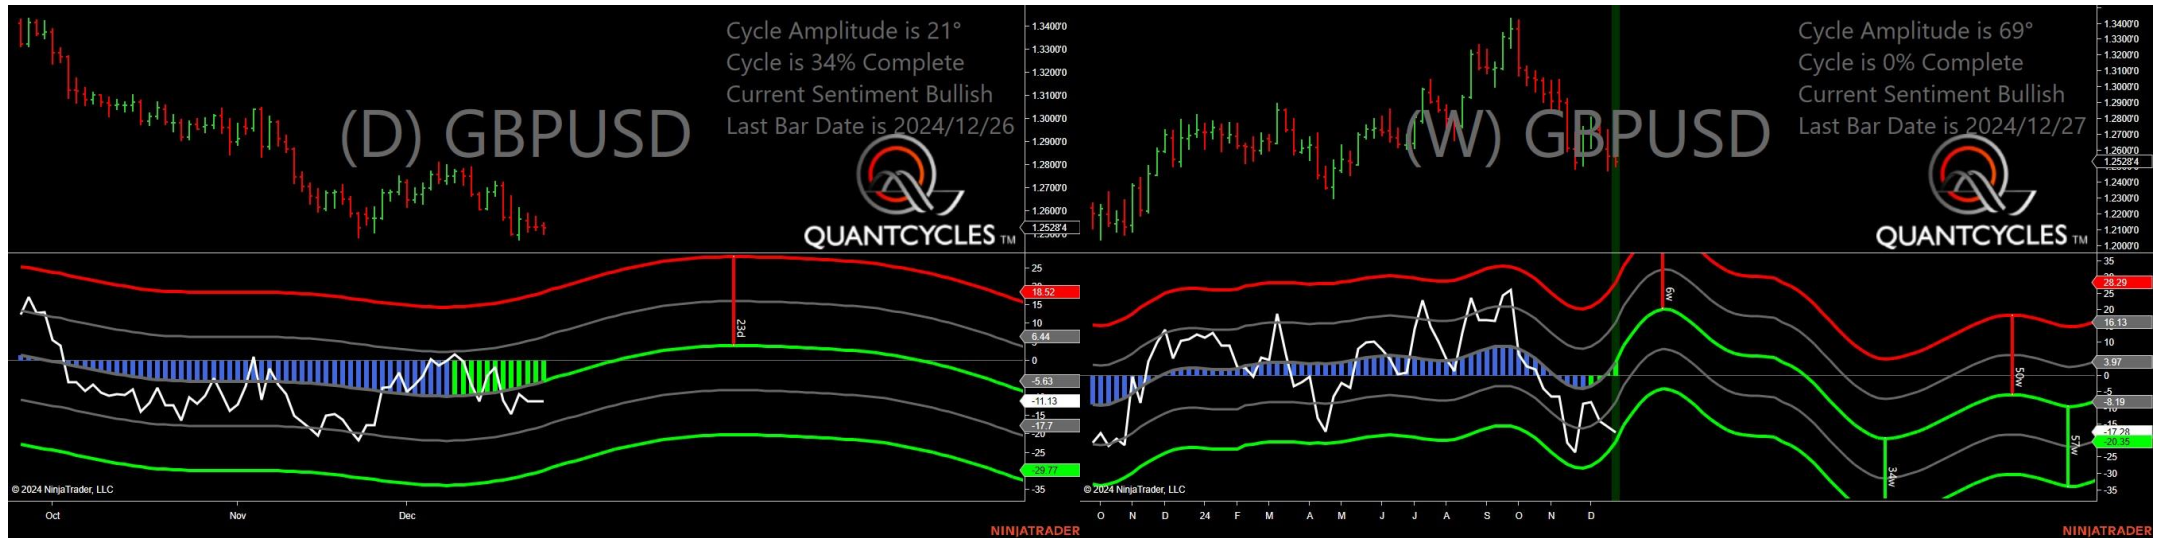 Cycle Amplitude is 21°
Cycle is 34% Complete
Current Sentiment Bullish
Last Bar Date is 2024/12/26
(D) GBPUSD
QUANTCYCLES TM
1.3400'0
1.3300'0
1.3200'0
1.3100'0
1.3000'0
1.2900'0
1.2800'0
1.2700'0
1.2600'0
1.2528'4
25
18.52
15
10
6.44
0
-5.63
-11.13
-15
-17.7
-20
-29.77
-35
23d
© 2024 NinjaTrader, LLC
Oct
Nov
Dec
NINJATRADER
Cycle Amplitude is 69°
Cycle is 0% Complete
Current Sentiment Bullish
Last Bar Date is 2024/12/27
(W) GBPUSD
QUANTCYCLES TM
1.3400'0
1.3300'0
1.3200'0
1.3100'0
1.3000'0
1.2900'0
1.2800'0
1.2700'0
1.2600'0
1.2528'4
1.2400'0
1.2300'0
1.2200'0
1.2100'0
1.2000'0
35
28.29
25
16.13
10
3.97
0
-5
-8.19
-17.28
-20.35
-25
-30
-35
6w
34w
50w
57w
© 2024 NinjaTrader, LLC
O N D 24 F M A M J J A S O N D
NINJATRADER